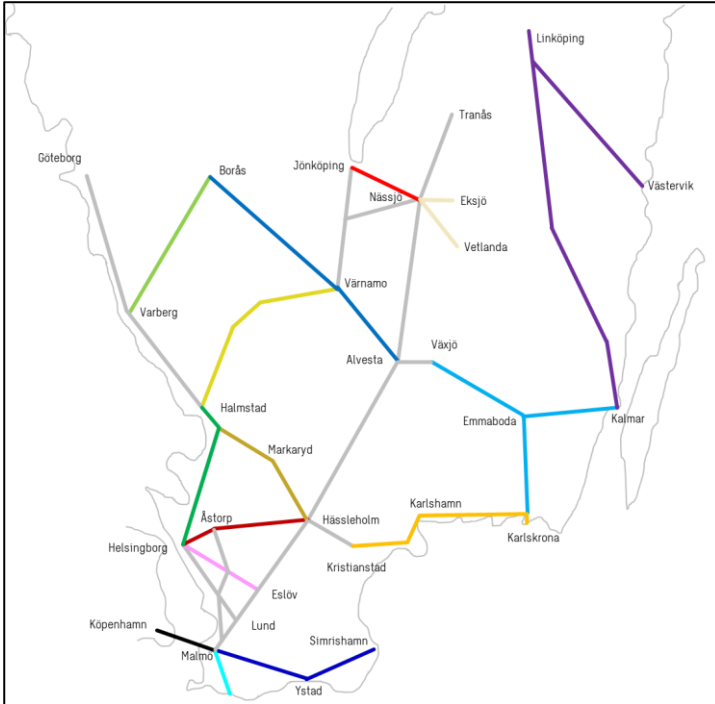 Linköping
Tranås
Göteborg
Borås
Jönköping
Nässjö
Eksjö
Västervik
Vetlanda
Värnamo
Varberg
Växjö
Alvesta
Halmstad
Emmaboda
Kalmar
Markaryd
Karlshamn
Åstorp
Hässleholm
Karlskrona
Helsingborg
Kristianstad
Eslöv
Köpenhamn
Lund
Simrishamn
Malmö
Ystad